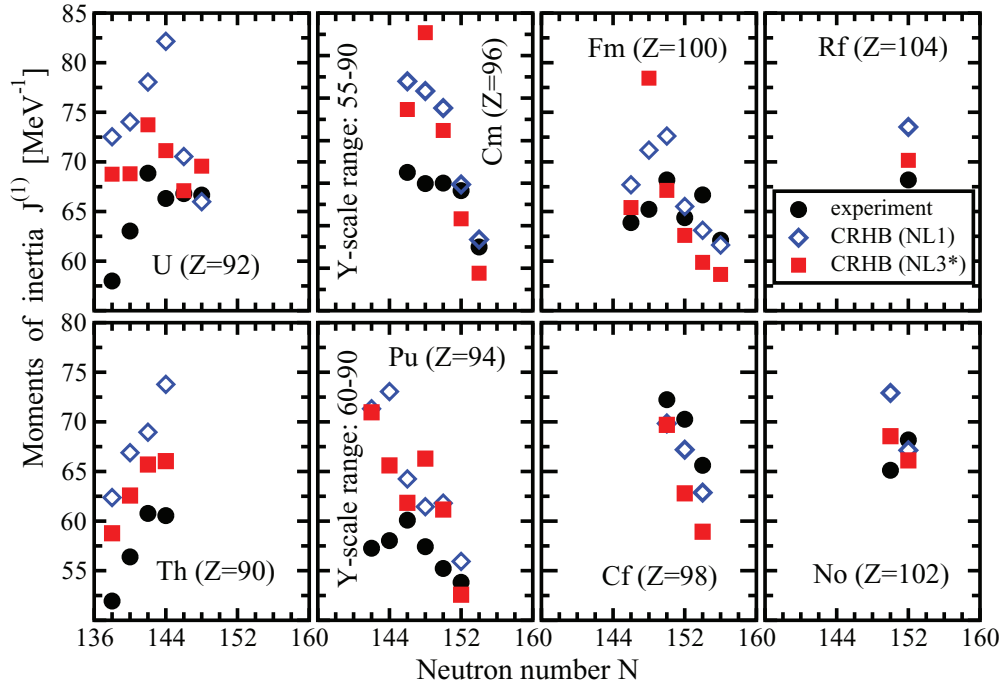 Moments of inertia J(1) [MeV-1]
85
80
75
70
65
60
U (Z=92)
Y-scale range: 55-90
Cm (Z=96)
Fm (Z=100)
Rf (Z=104)
experiment
CRHB (NL1)
CRHB (NL3*)
80
75
70
65
60
55
Th (Z=90)
Y-scale range: 60-90
Pu (Z=94)
Cf (Z=98)
No (Z=102)
136 144 152 160 144 152 160 144 152 160 144 152 160
Neutron number N